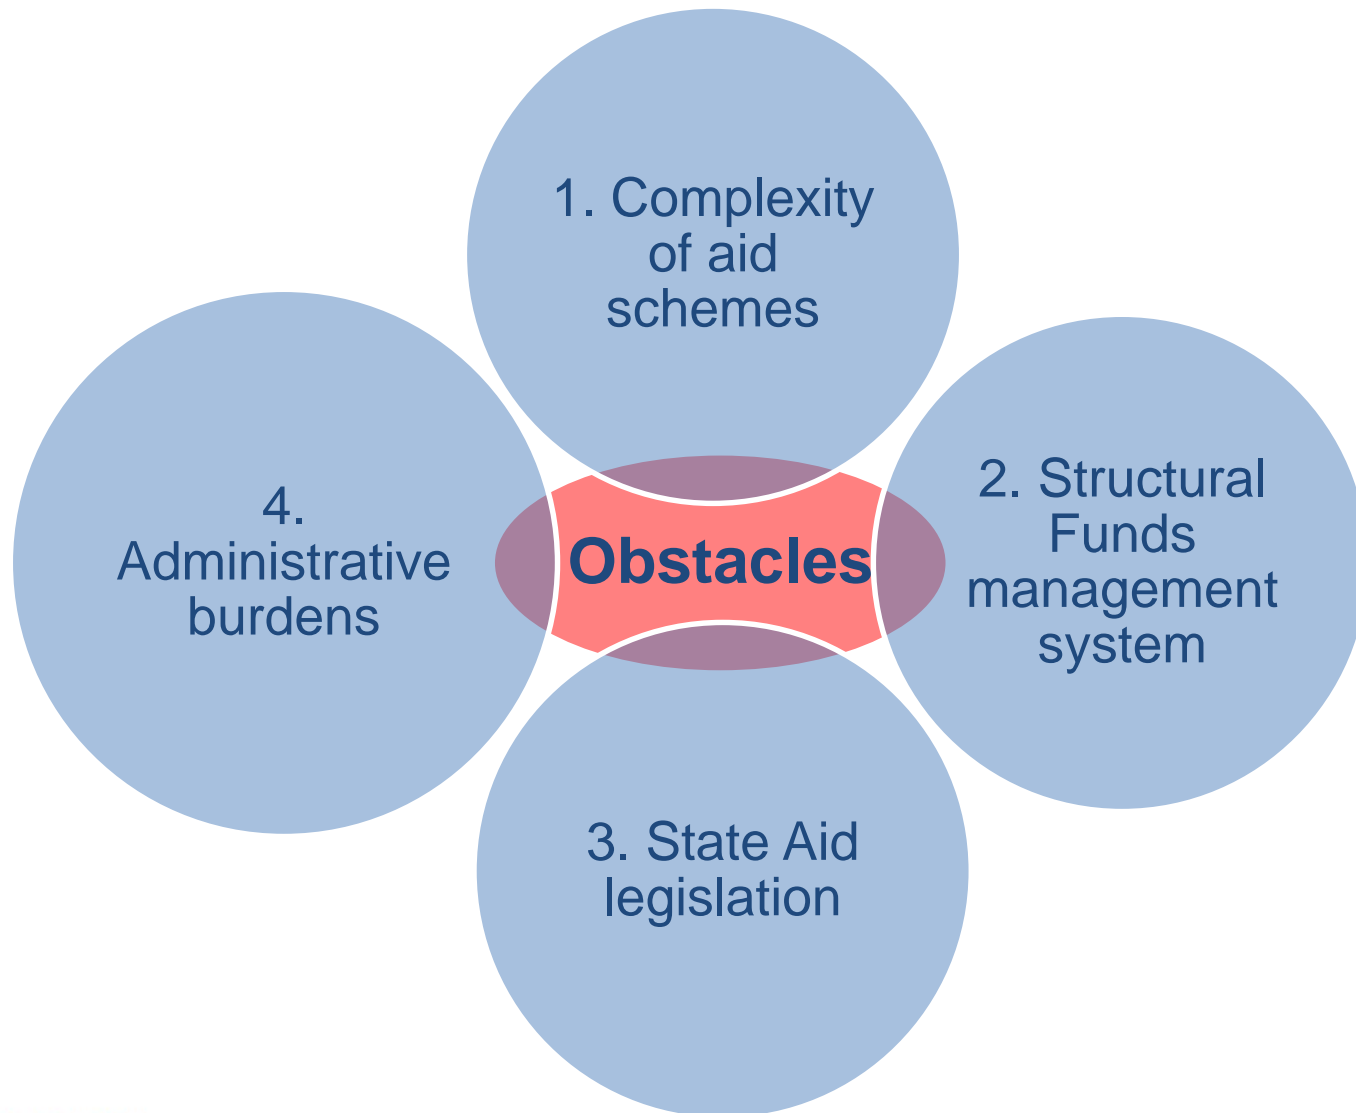 1. Complexity
of aid
schemes
2. Structural
Funds
management
system
3. State Aid
legislation
4.
Administrative
burdens
Obstacles